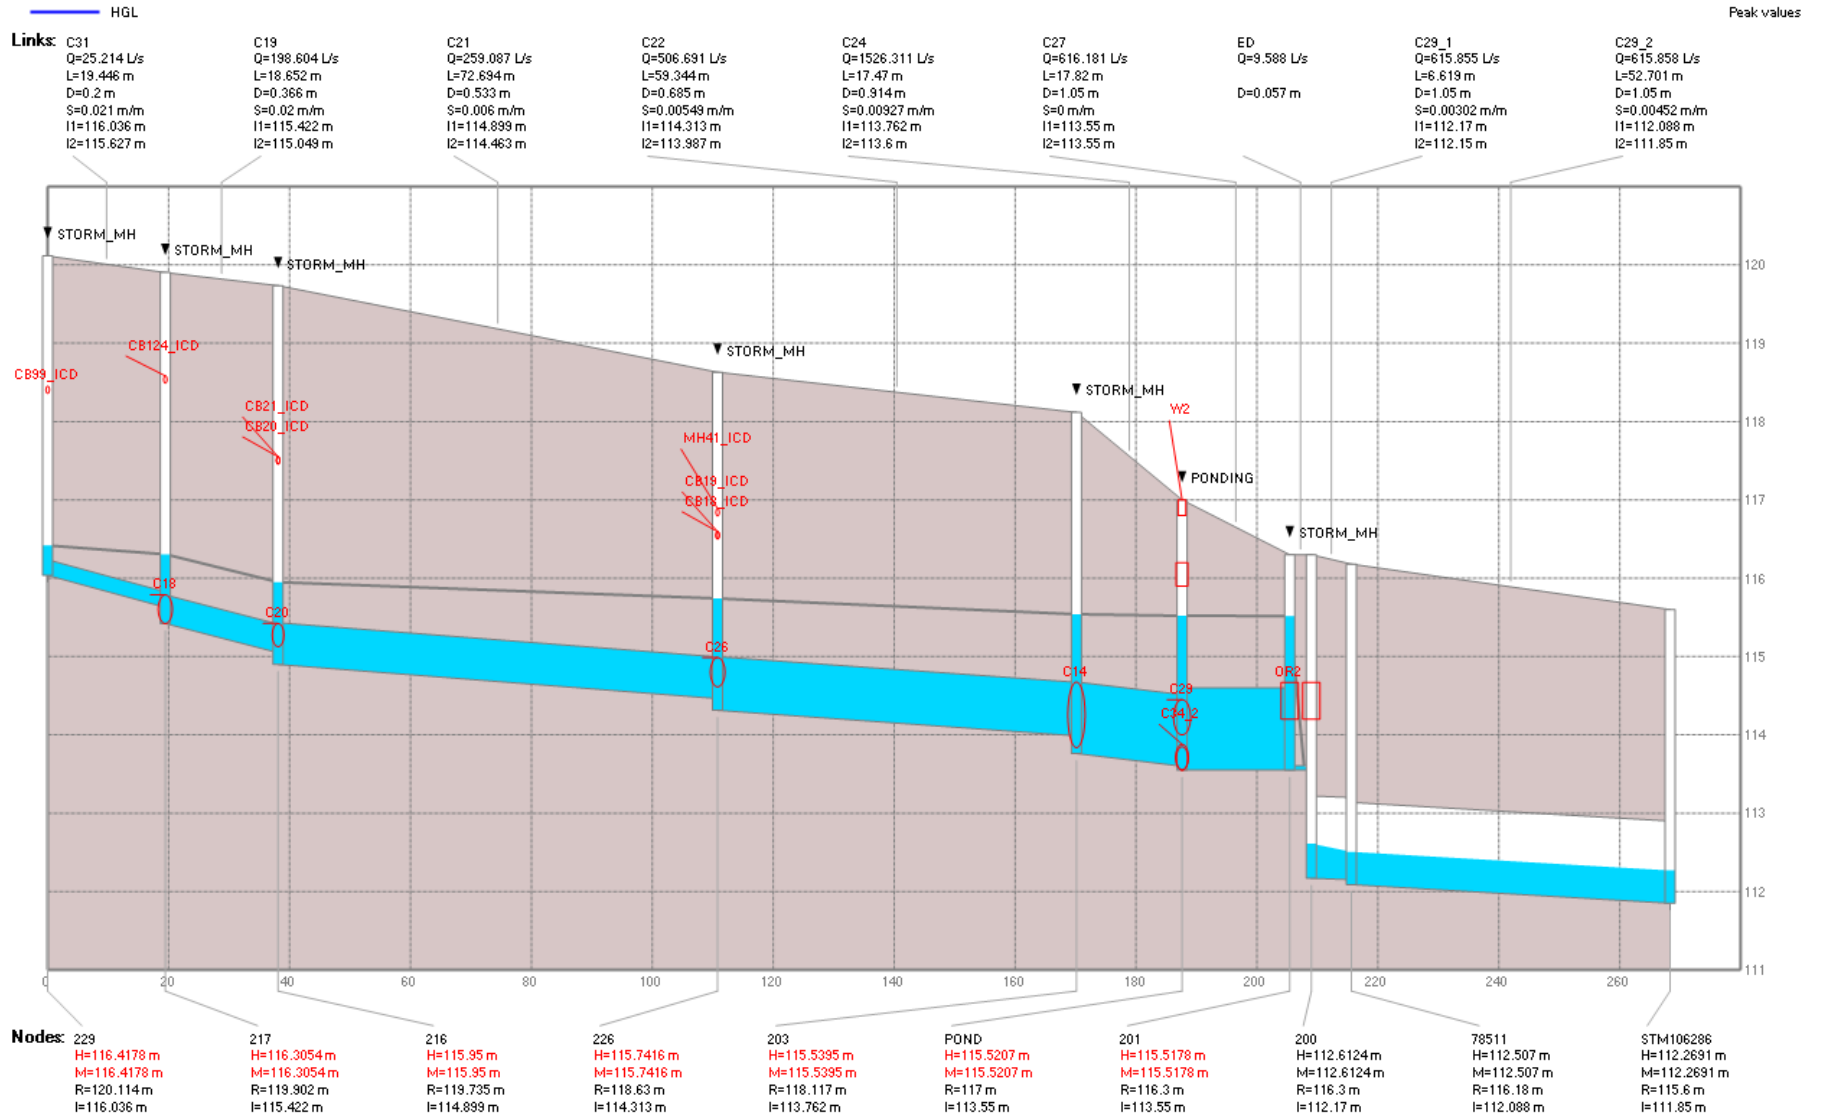 HGL
Peak values
Links:
C31
Q=25.214 L/s
L=19.446 m
D=0.2 m
S=0.021 m/m
I1=116.036 m
I2=115.627 m
C19
Q=198.604 L/s
L=18.652 m
D=0.366 m
S=0.02 m/m
I1=115.422 m
I2=115.049 m
C21
Q=259.087 L/s
L=72.694 m
D=0.533 m
S=0.006 m/m
I1=114.899 m
I2=114.463 m
C22
Q=506.691 L/s
L=59.344 m
D=0.685 m
S=0.00549 m/m
I1=114.313 m
I2=113.987 m
C24
Q=1526.311 L/s
L=17.47 m
D=0.914 m
S=0.00927 m/m
I1=113.762 m
I2=113.6 m
C27
Q=616.181 L/s
L=17.82 m
D=1.05 m
S=0 m/m
I1=113.55 m
I2=113.55 m
ED
Q=9.588 L/s
D=0.057 m
C29_1
Q=615.855 L/s
L=6.619 m
D=1.05 m
S=0.00302 m/m
I1=112.17 m
I2=112.15 m
C29_2
Q=615.858 L/s
L=52.701 m
D=1.05 m
S=0.00452 m/m
I1=112.088 m
I2=111.85 m
STORM_MH
STORM_MH
STORM_MH
STORM_MH
STORM_MH
PONDING
STORM_MH
CB99_ICD
CB124_ICD
CB21_ICD
CB20_ICD
MH41_ICD
CB19_ICD
CB18_ICD
W2
C18
C20
C26
C14
C29
C34_2
OR2
120
119
118
117
116
115
114
113
112
111
0
20
40
60
80
100
120
140
160
180
200
220
240
260
Nodes:
229
H=116.4178 m
M=116.4178 m
R=120.114 m
I=116.036 m
217
H=116.3054 m
M=116.3054 m
R=119.902 m
I=115.422 m
216
H=115.95 m
M=115.95 m
R=119.735 m
I=114.899 m
226
H=115.7416 m
M=115.7416 m
R=118.63 m
I=114.313 m
203
H=115.5395 m
M=115.5395 m
R=118.117 m
I=113.762 m
POND
H=115.5207 m
M=115.5207 m
R=117 m
I=113.55 m
201
H=115.5178 m
M=115.5178 m
R=116.3 m
I=113.55 m
200
H=112.6124 m
M=112.6124 m
R=116.3 m
I=112.17 m
78511
H=112.507 m
M=112.507 m
R=116.18 m
I=112.088 m
STM106286
H=112.2691 m
M=112.2691 m
R=115.6 m
I=111.85 m